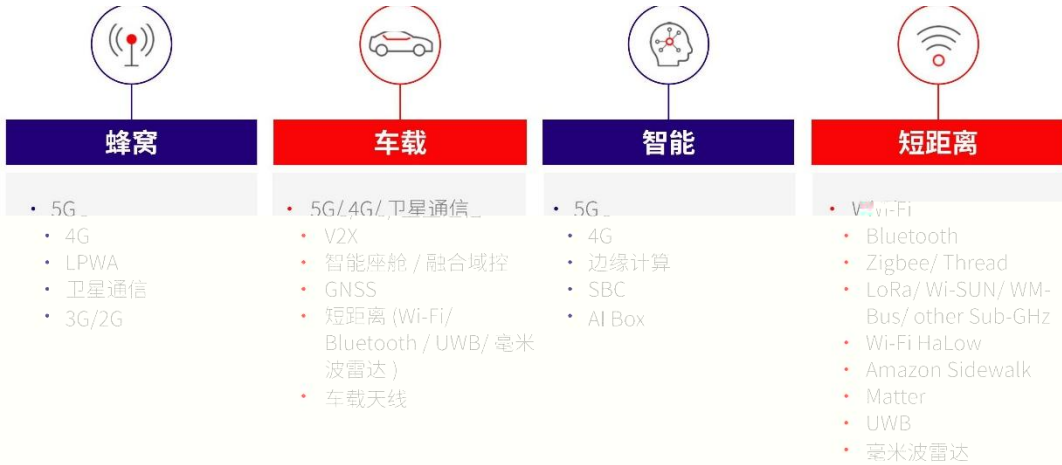 蜂窝
• 5G
• 4G
• LPWA
• 卫星通信
• 3G/2G
车载
• 5G/ 4G/ 卫星通信
• V2X
• 智能座舱 / 融合域控
• GNSS
• 短距离 (Wi-Fi/
Bluetooth / UWB/ 毫米
波雷达 )
• 车载天线
智能
• 5G
• 4G
• 边缘计算
• SBC
• AI Box
短距离
• Wi-Fi
• Bluetooth
• Zigbee/ Thread
• LoRa/ Wi-SUN/ WM-
Bus/ other Sub-GHz
• Wi-Fi HaLow
• Amazon Sidewalk
• Matter
• UWB
• 毫米波雷达